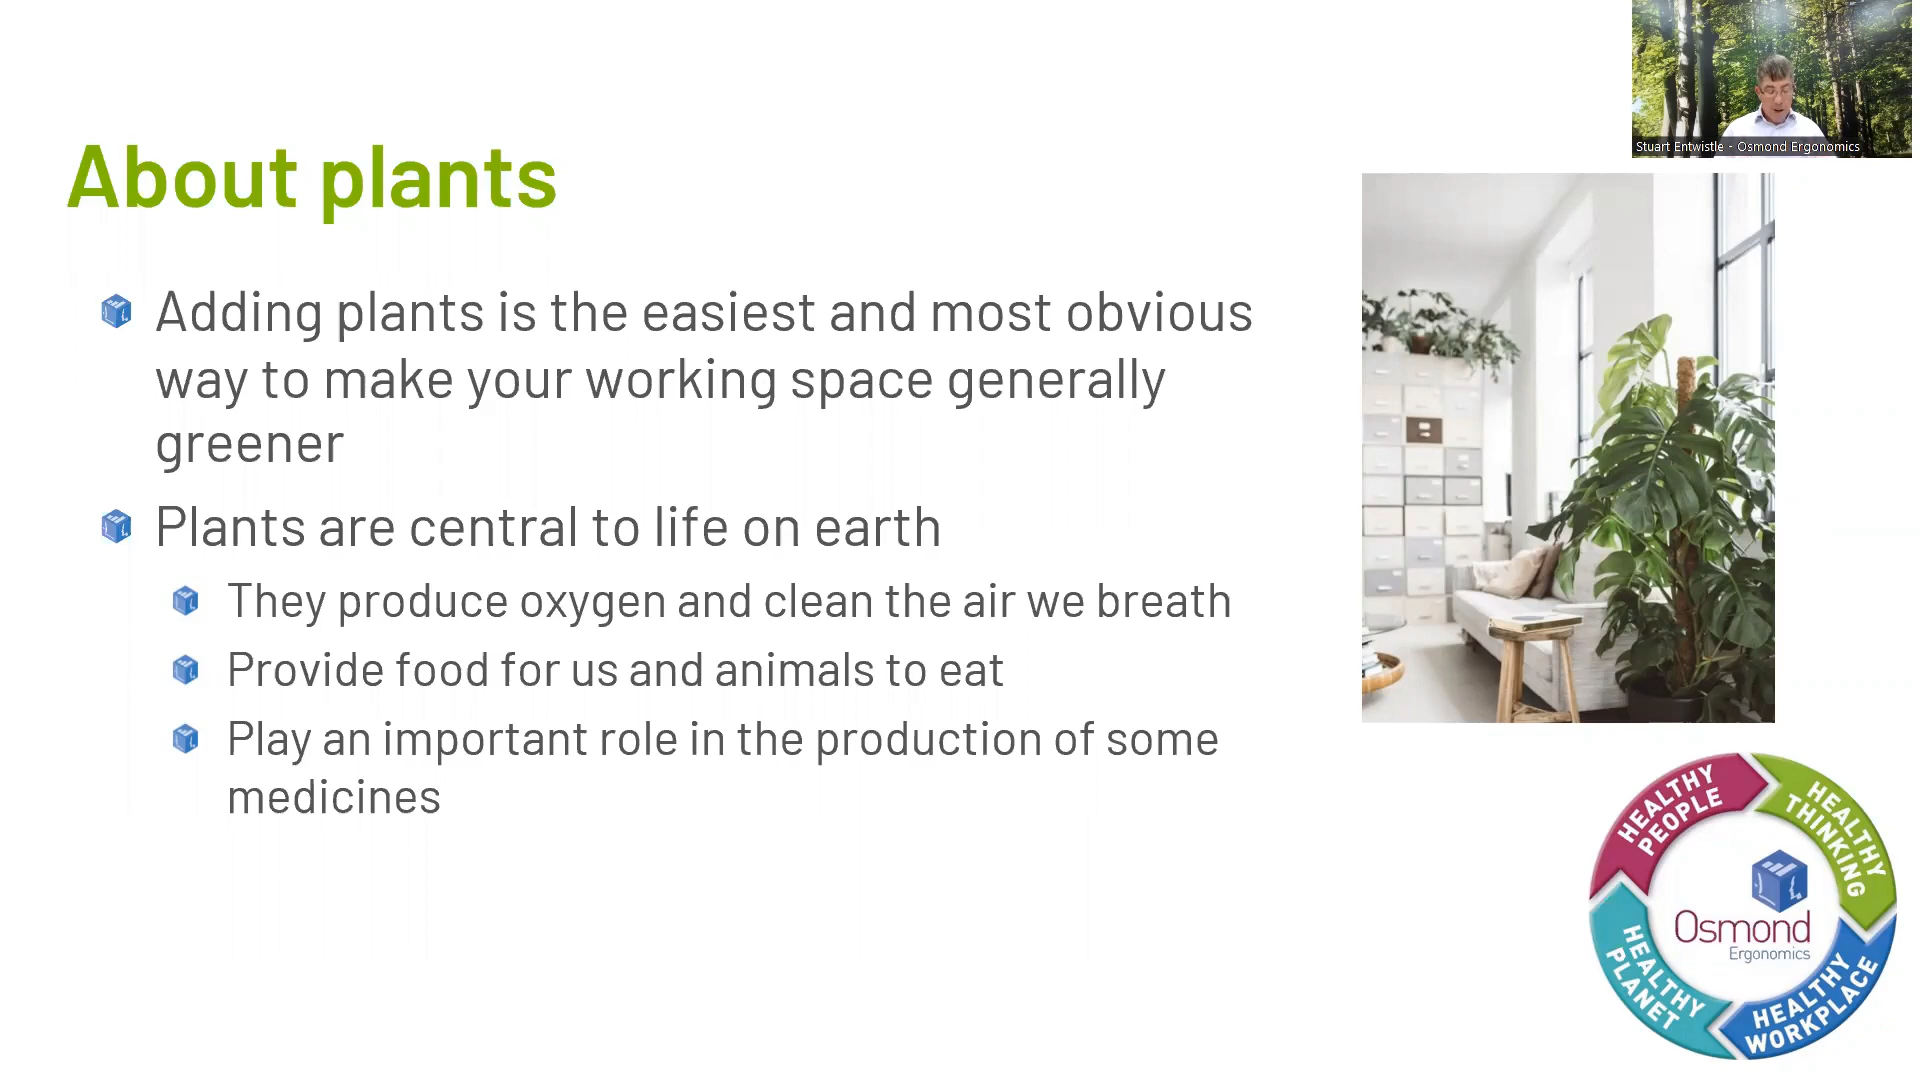 Stuart Entwistle - Osmond Ergonomics
About plants
Adding plants is the easiest and most obvious
way to make your working space generally
greener
Plants are central to life on earth
They produce oxygen and clean the air we breath
Provide food for us and animals to eat
Play an important role in the production of some
medicines
HEALTHY
PEOPLE
HEALTHY
THINKING
Osmond
Ergonomics
HEALTHY
PLANET
HEALTHY
WORKPLACE